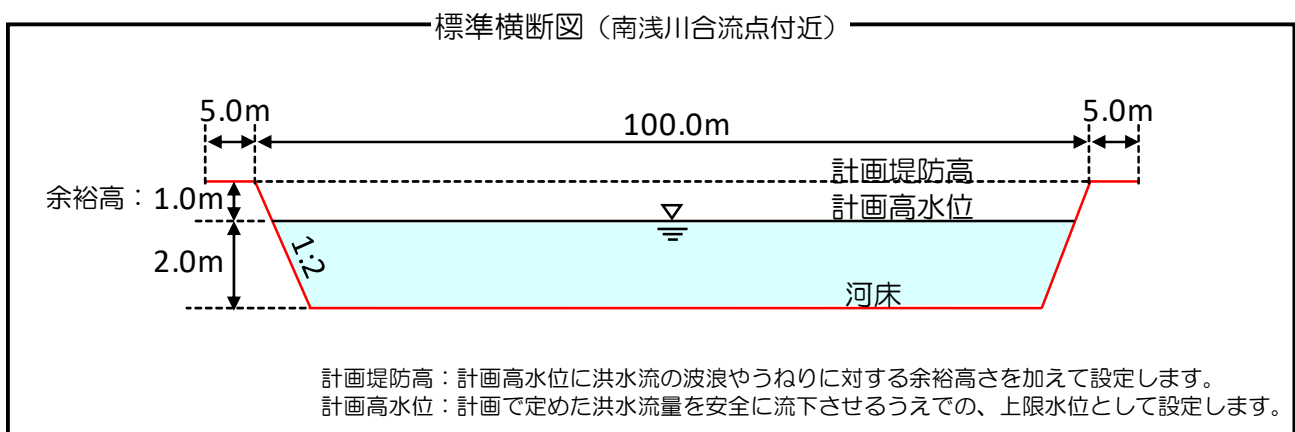 標準横断図（南浅川合流点付近）
5.0m
100.0m
5.0m
計画堤防高
余裕高：1.0m
計画高水位
2.0m
1:2
河床
計画堤防高：計画高水位に洪水流の波浪やうねりに対する余裕高さを加えて設定します。
計画高水位：計画で定めた洪水流量を安全に流下させるうえでの、上限水位として設定します。